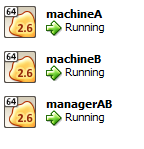 64
2.6
machineA
Running
64
2.6
machineB
Running
64
2.6
managerAB
Running